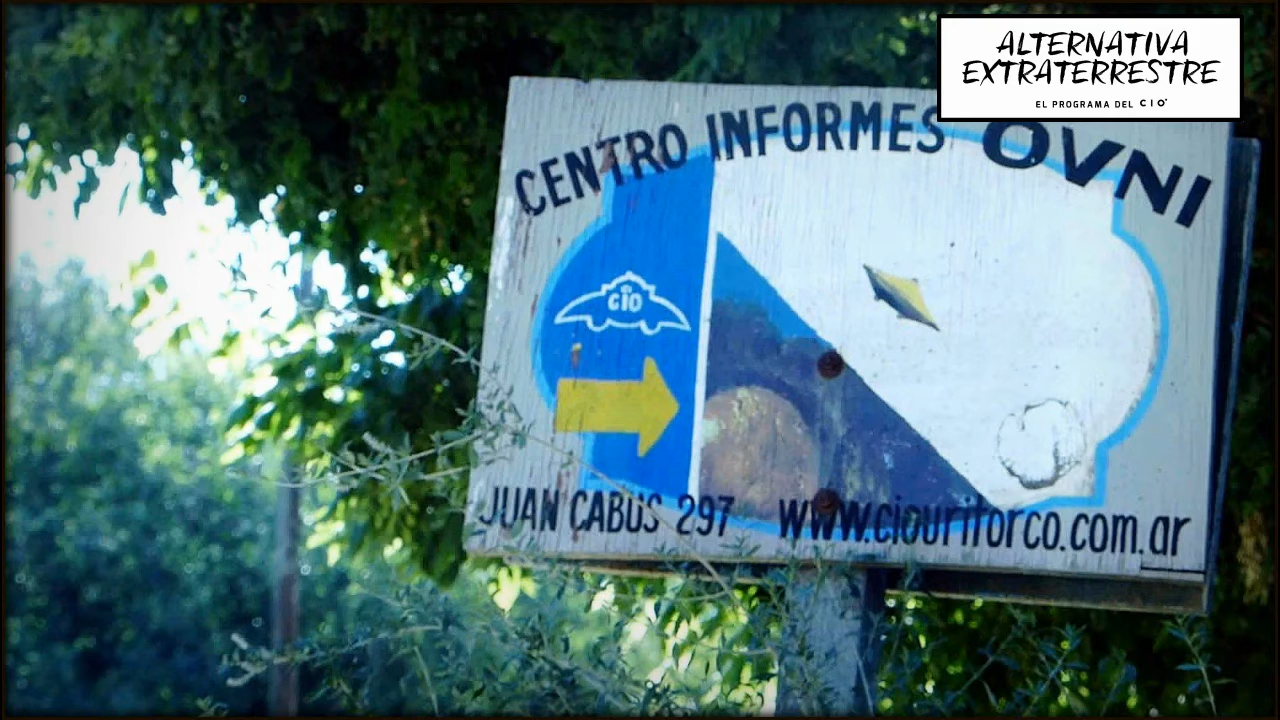 ALTERNATIVA
EXTRATERRESTRE
EL PROGRAMA DEL CIO
CENTRO INFORMES OVNI
CIO
JUAN CABUS 297 www.ciouritorco.com.ar